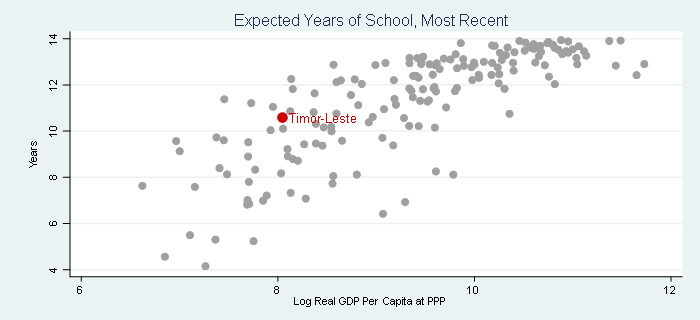 Expected Years of School, Most Recent
14
12
10
8
6
4
Years
Timor-Leste
6 8 10 12
Log Real GDP Per Capita at PPP